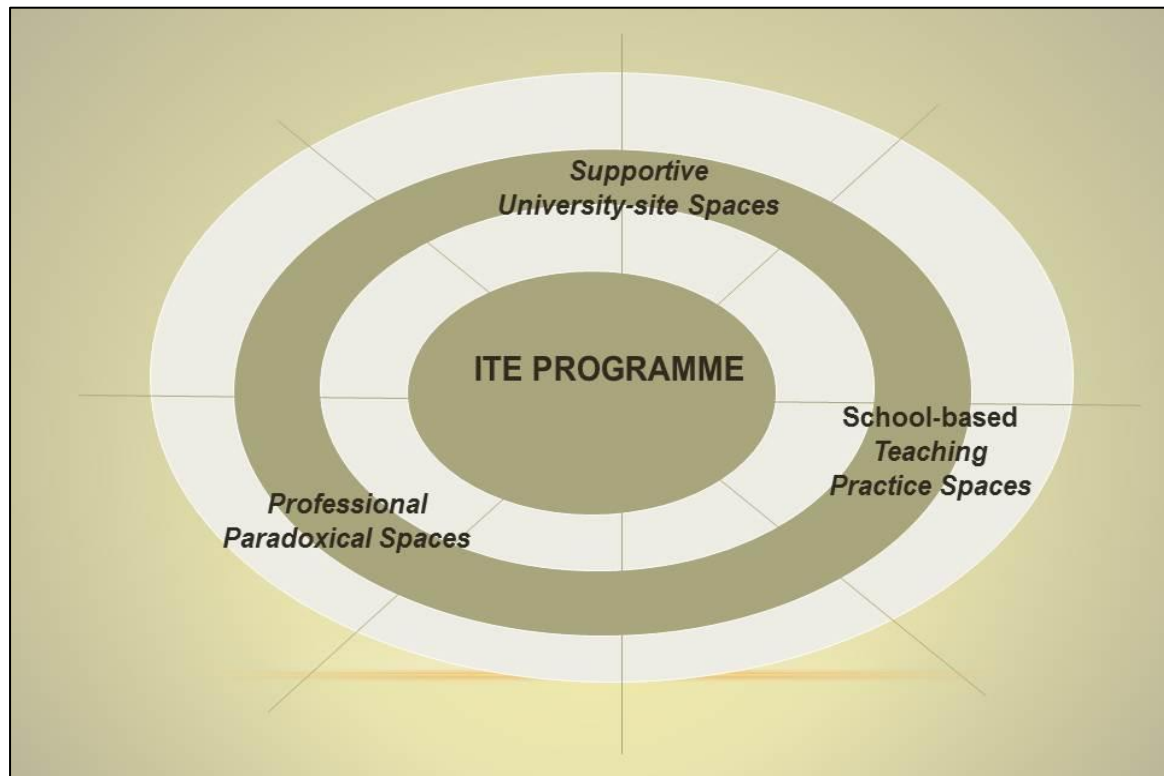 Supportive
University-site Spaces
ITE PROGRAMME
School-based
Teaching
Practice Spaces
Professional
Paradoxical Spaces